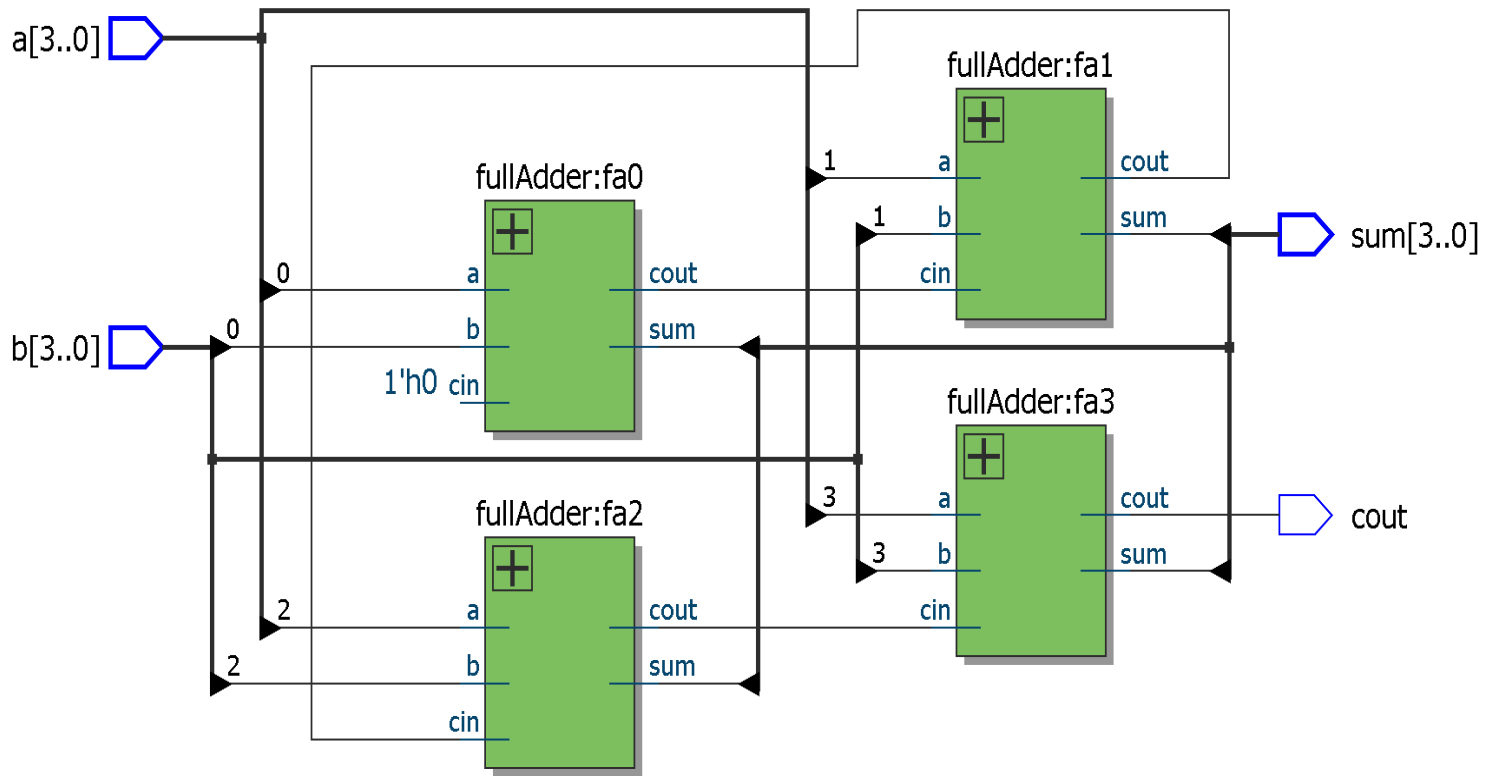 a[3..0]
fullAdder:fa1
1
a
cout
fullAdder:fa0
1
b
sum
sum[3..0]
0
a
cout
cin
b[3..0]
0
b
sum
1'h0
cin
fullAdder:fa3
3
a
cout
cout
fullAdder:fa2
3
b
sum
2
a
cout
cin
2
b
sum
cin